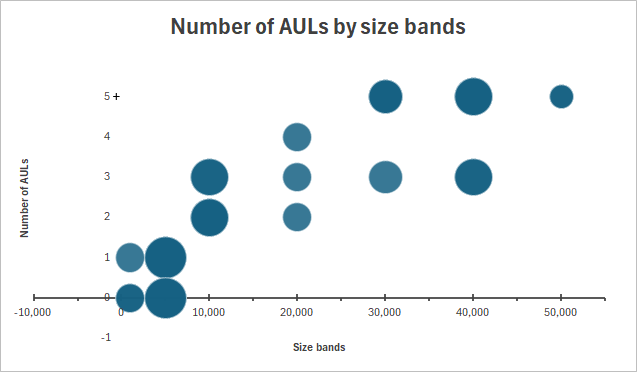 Number of AULs by size bands
Number of AULs
5 +
4
3
2
1
0
-1
-10,000 0 10,000 20,000 30,000 40,000 50,000
Size bands